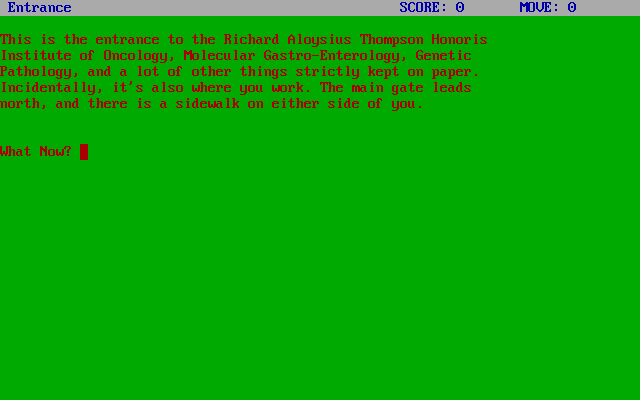 Entrance SCORE: 0 MOVE: 0
This is the entrance to the Richard Aloysius Thompson Honoris
Institute of Oncology, Molecular Gastro-Enterology, Genetic
Pathology, and a lot of other things strictly kept on paper.
Incidentally, it's also where you work. The main gate leads
north, and there is a sidewalk on either side of you.
What Now?